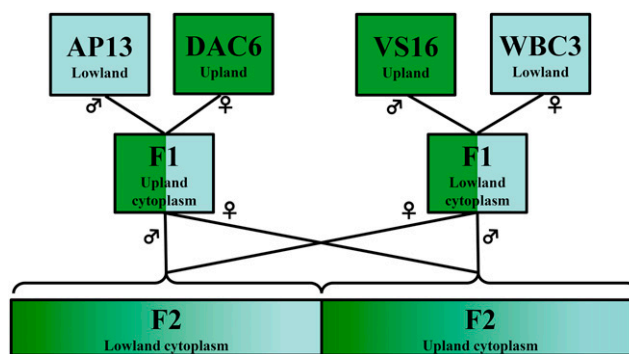 AP13
Lowland
DAC6
Upland
VS16
Upland
WBC3
Lowland
♂
♀
♂
♀
F1
Upland
cytoplasm
F1
Lowland
cytoplasm
♀
♀
♂
♂
F2
Lowland cytoplasm
F2
Upland cytoplasm